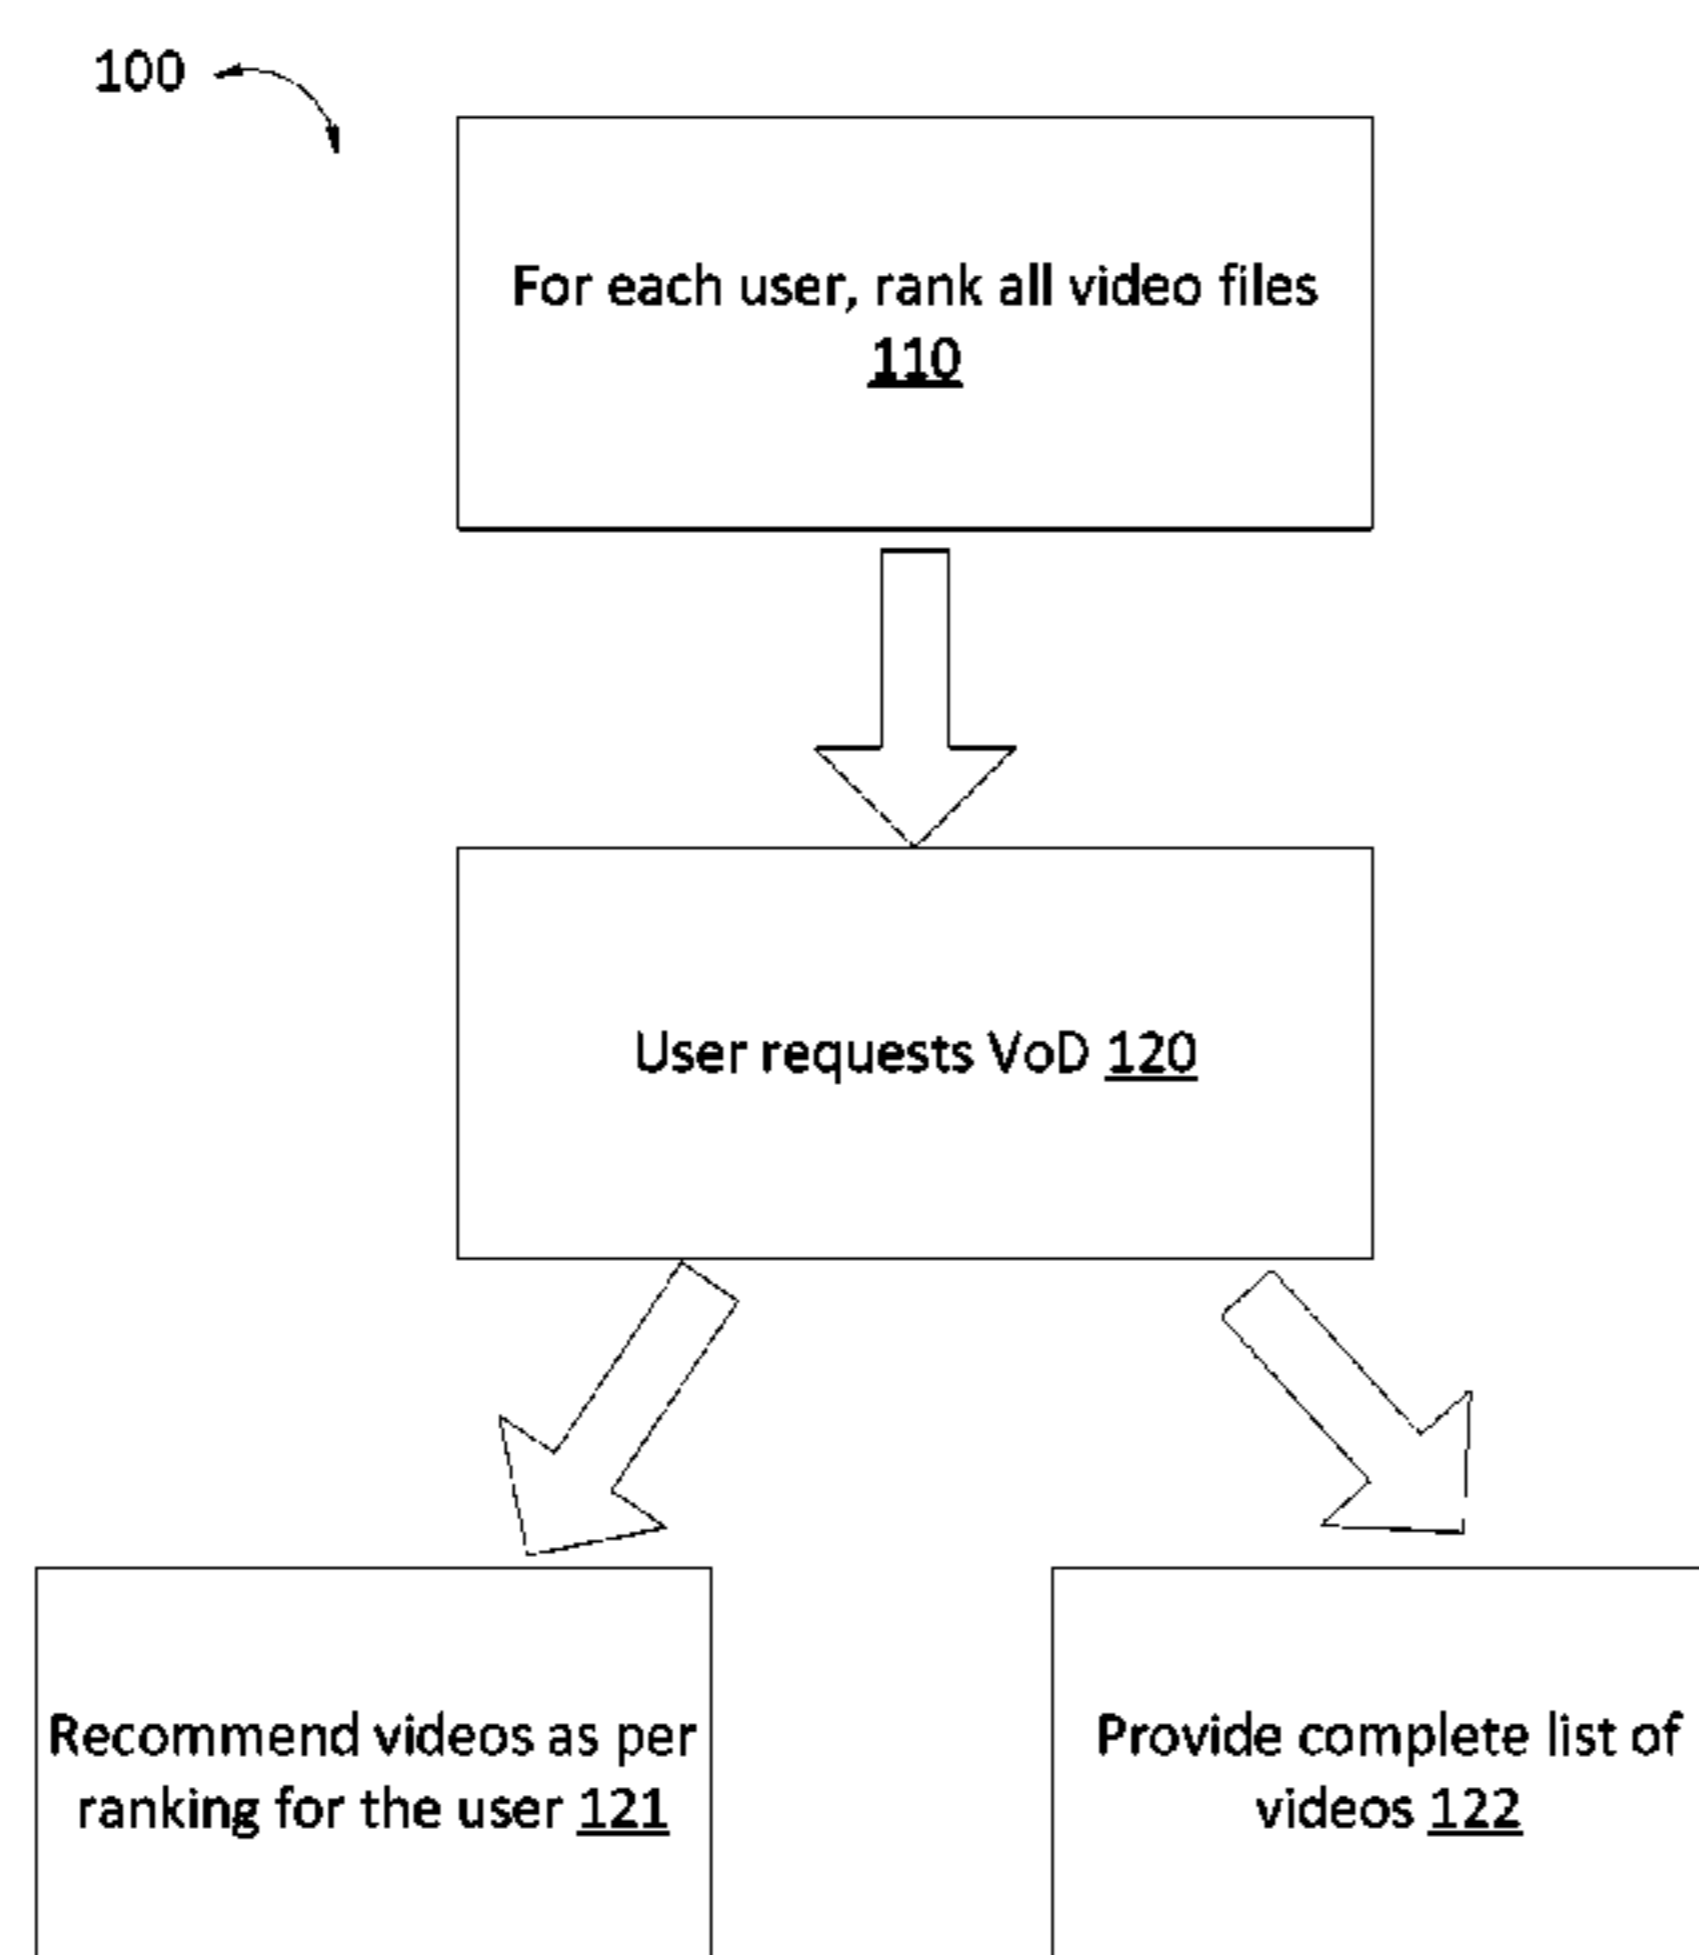 100
For each user, rank all video files
110
User requests VoD 120
Recommend videos as per
ranking for the user 121
Provide complete list of
videos 122